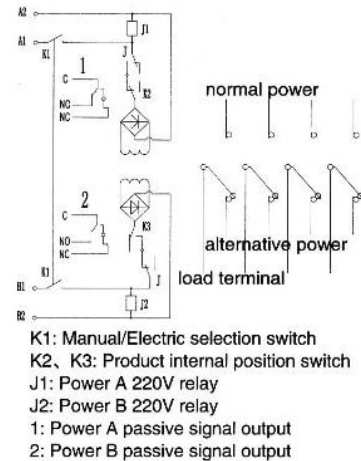 A2
J1
A1
K1
J
1
C
K2
NO
NC
normal power
2
C
K3
NO
NC
alternative power
K1
J
load terminal
B1
J2
B2
K1: Manual/Electric selection switch
K2、K3: Product internal position switch
J1: Power A 220V relay
J2: Power B 220V relay
1: Power A passive signal output
2: Power B passive signal output